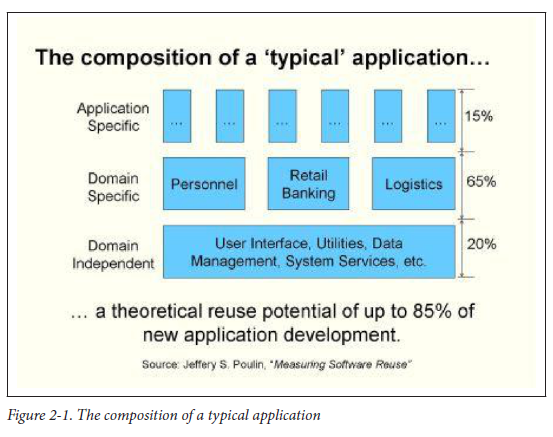 The composition of a ‘typical’ application…
Application
Specific
... ... ... ... ... ...
15%
Domain
Specific
Personnel
Retail
Banking
Logistics
65%
Domain
Independent
User Interface, Utilities, Data
Management, System Services, etc.
20%
… a theoretical reuse potential of up to 85% of
new application development.
Source: Jeffery S. Poulin, “Measuring Software Reuse”
Figure 2-1. The composition of a typical application